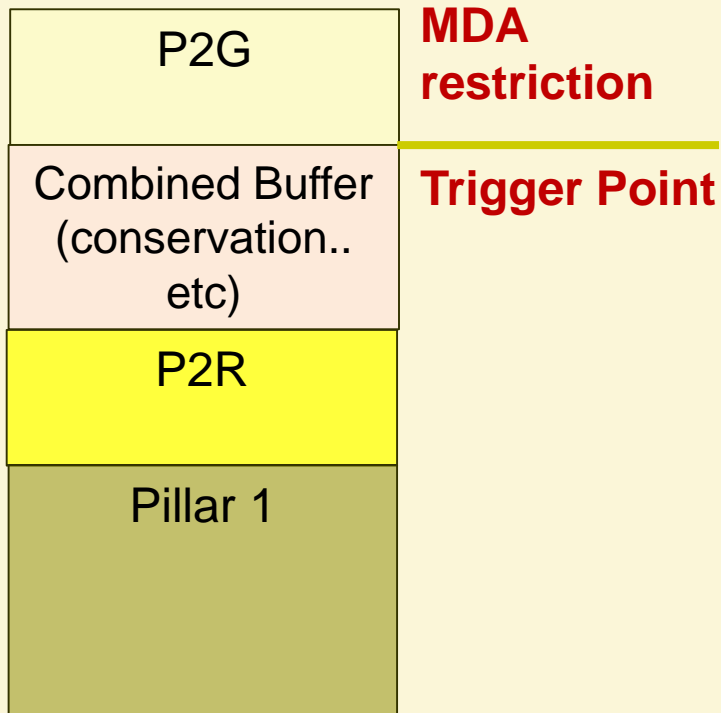 P2G
MDA
restriction
Combined Buffer
(conservation..
etc)
Trigger Point
P2R
Pillar 1